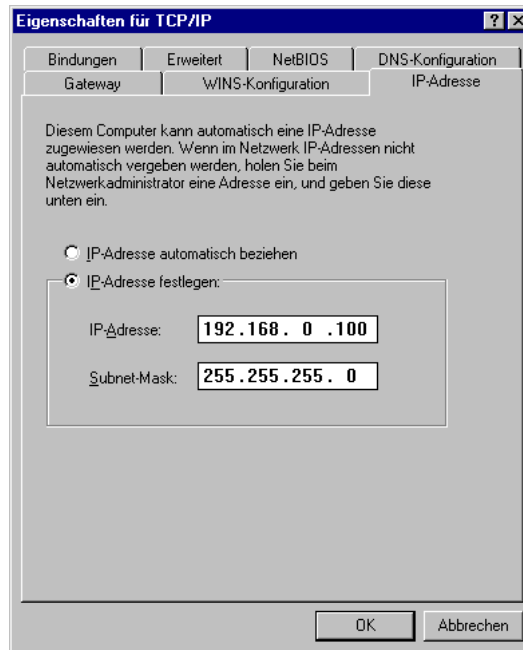 Eigenschaften für TCP/IP ? x
Bindungen Erweitert NetBIOS DNS-Konfiguration
Gateway WINS-Konfiguration IP-Adresse
Diesem Computer kann automatisch eine IP-Adresse
zugewiesen werden. Wenn im Netzwerk IP-Adressen nicht
automatisch vergeben werden, holen Sie beim
Netzwerkadministrator eine Adresse ein, und geben Sie diese
unten ein.
IP-Adresse automatisch beziehen
IP-Adresse festlegen:
IP-Adresse: 192.168. 0 .100
Subnet-Mask: 255.255.255. 0
OK Abbrechen